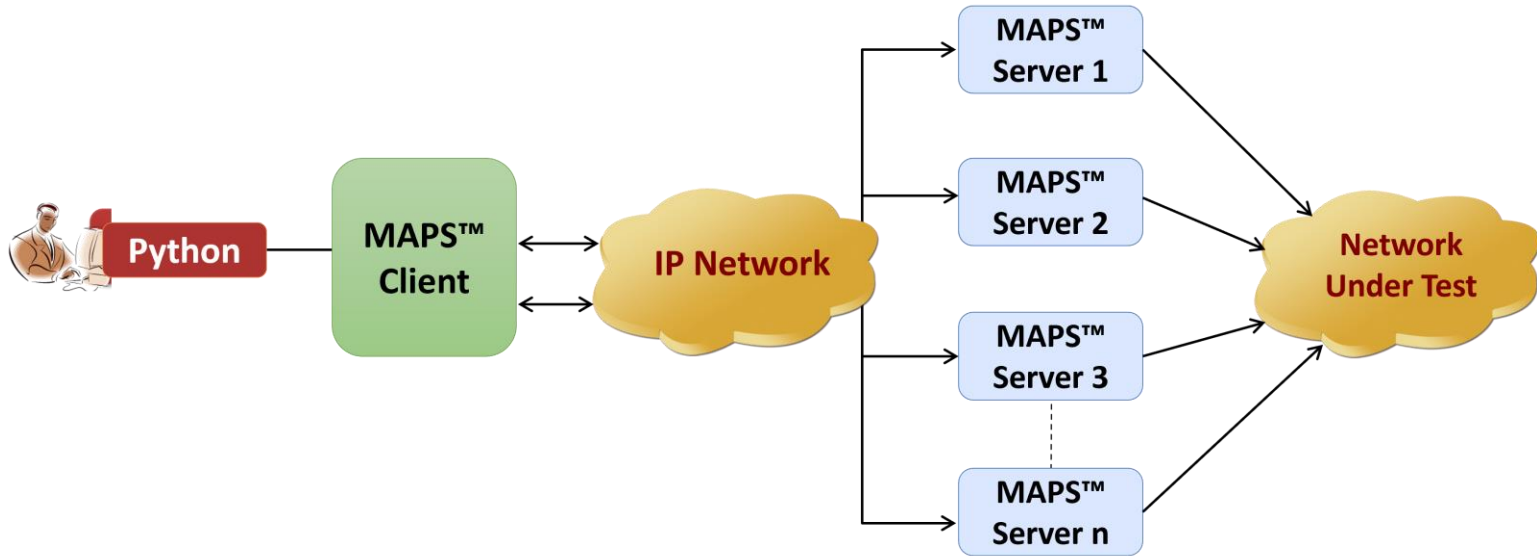 Python
MAPS™
Client
IP Network
MAPS™
Server 1
MAPS™
Server 2
MAPS™
Server 3
MAPS™
Server n
Network
Under Test